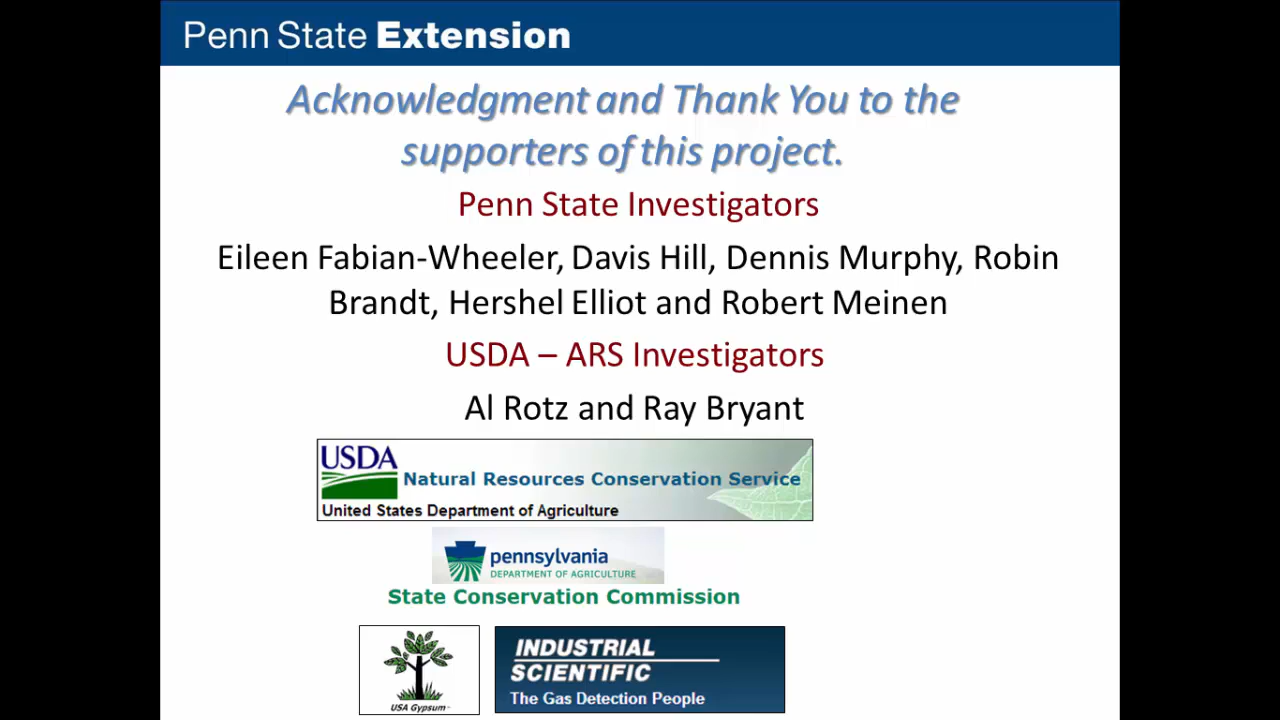 Penn State Extension
Acknowledgment and Thank You to the
supporters of this project.
Penn State Investigators
Eileen Fabian-Wheeler, Davis Hill, Dennis Murphy, Robin
Brandt, Hershel Elliot and Robert Meinen
USDA – ARS Investigators
Al Rotz and Ray Bryant
USDA
Natural Resources Conservation Service
United States Department of Agriculture
pennsylvania
DEPARTMENT OF AGRICULTURE
State Conservation Commission
USA Gypsum™
INDUSTRIAL
SCIENTIFIC
The Gas Detection People